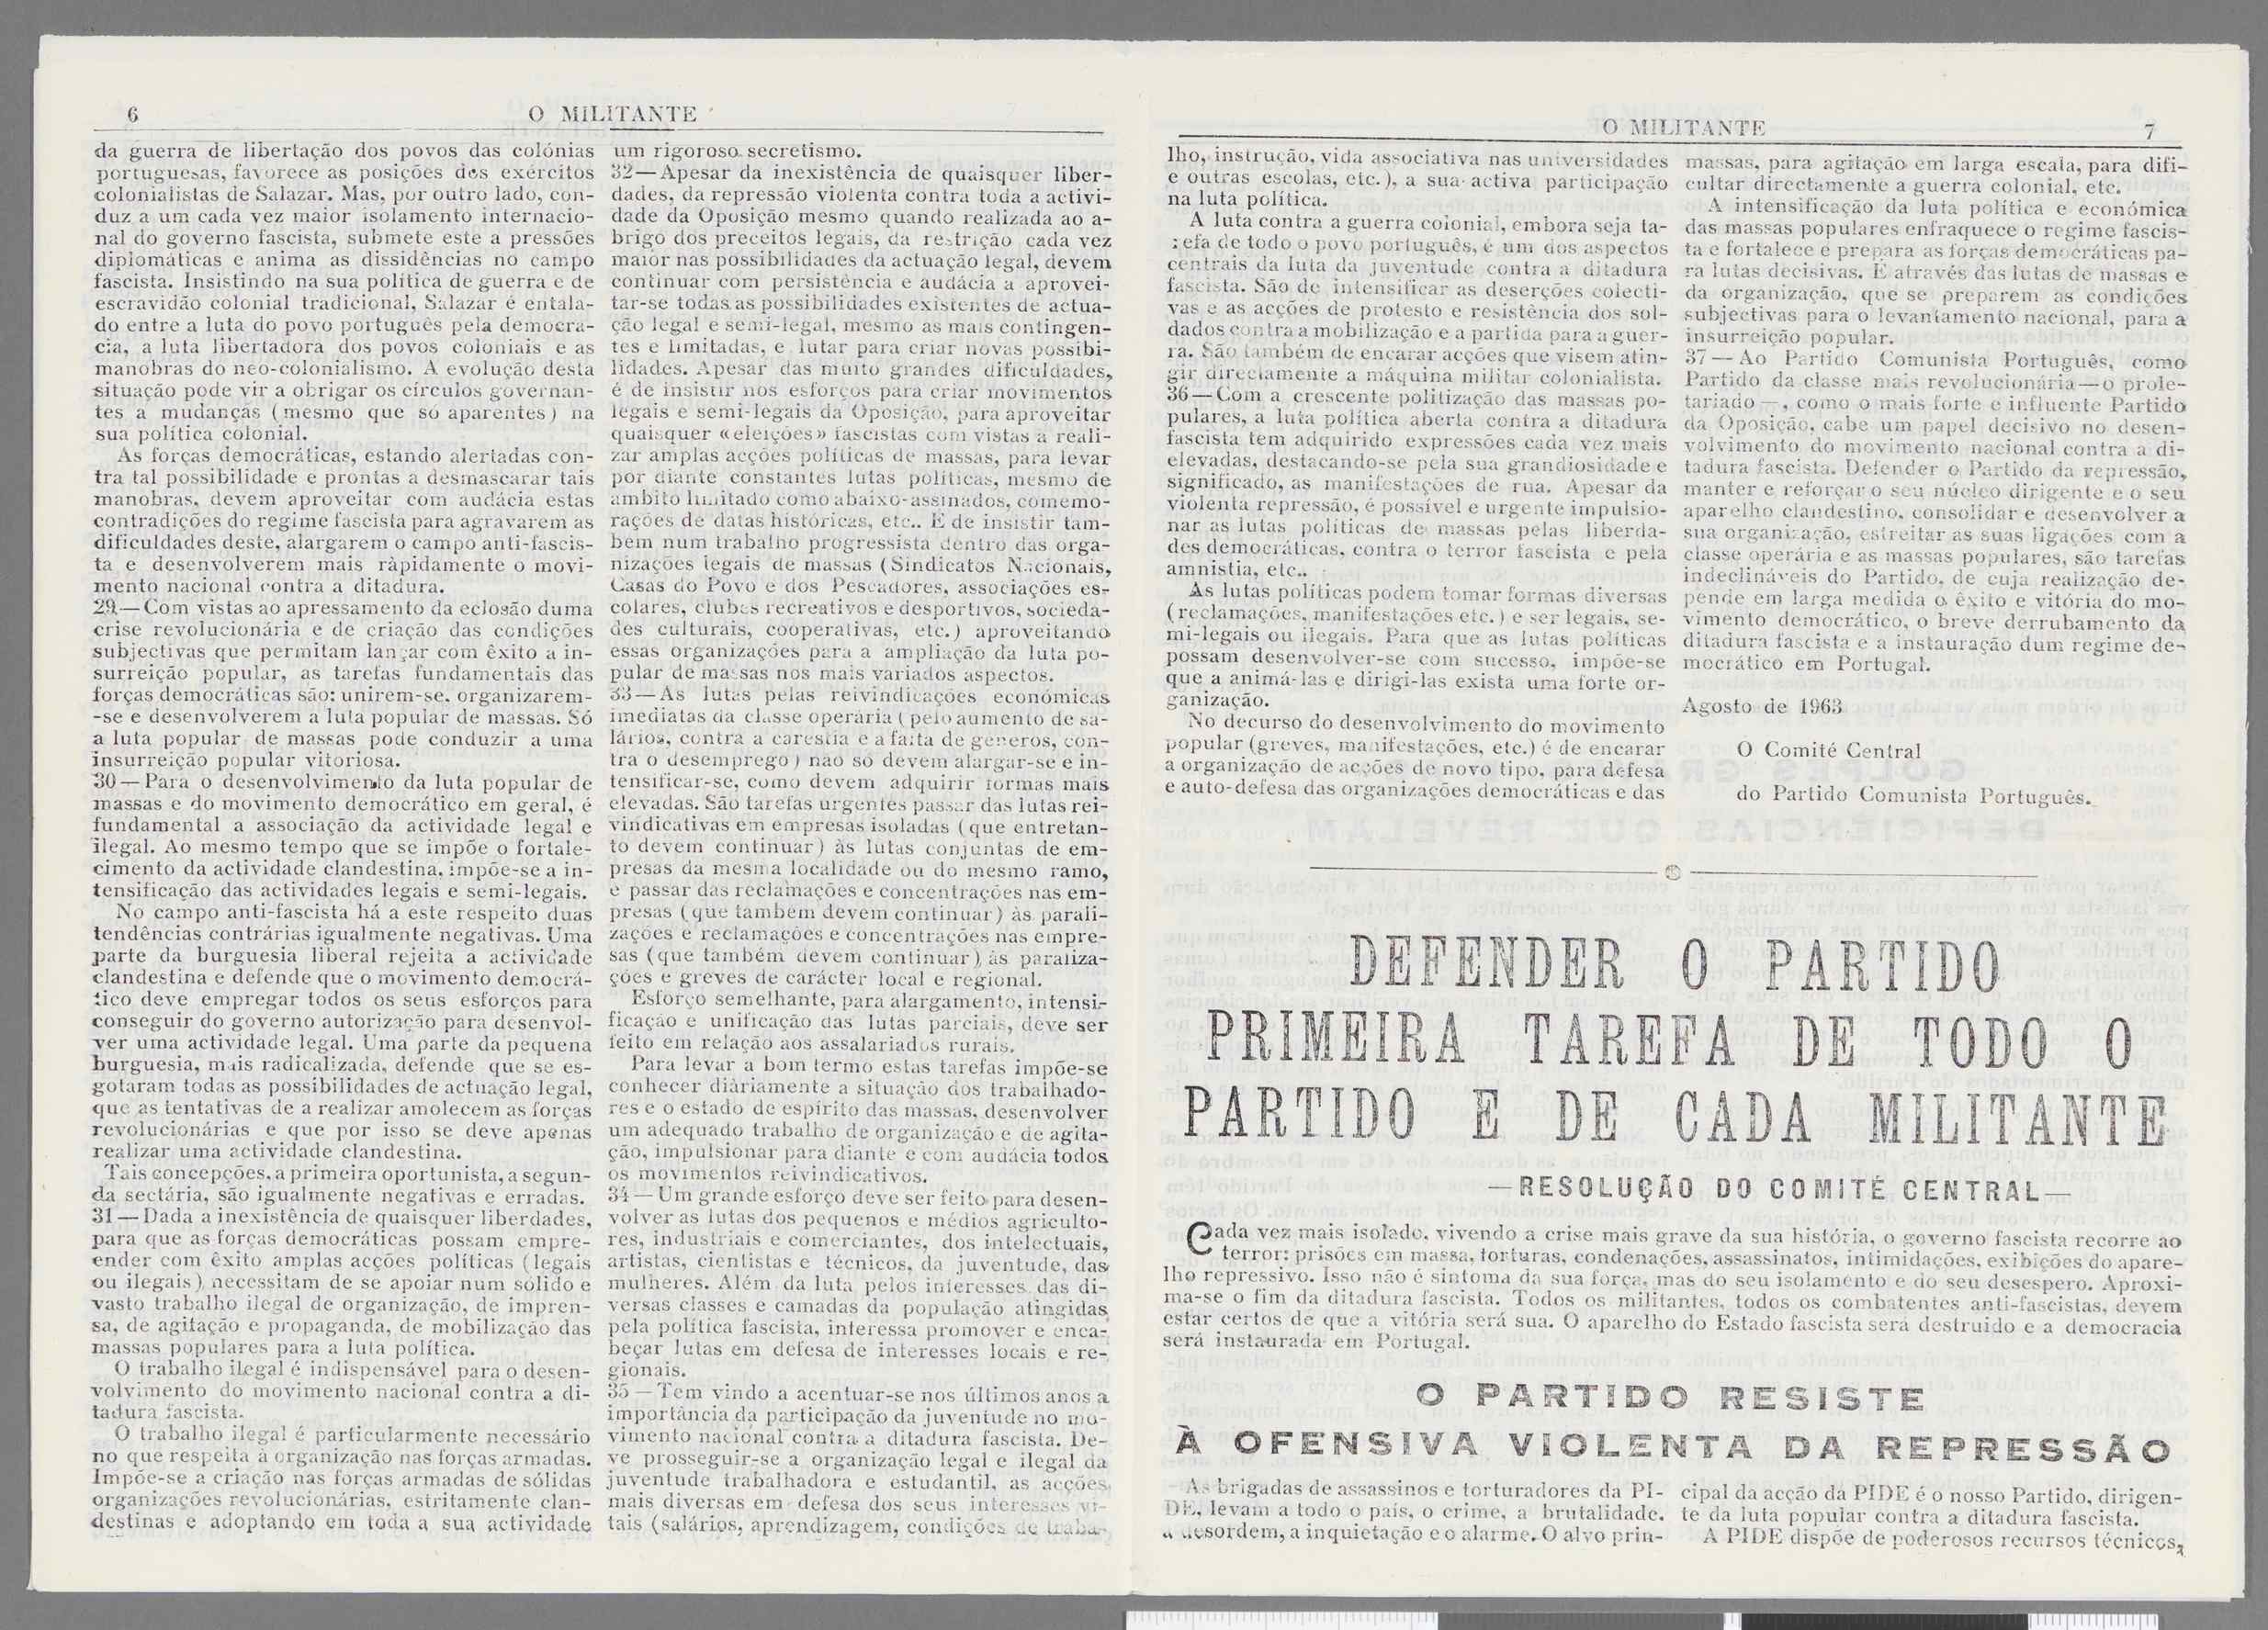 6
O MILITANTE
da guerra de libertação dos povos das colónias
portuguesas, favorece as posições dos exércitos
colonialistas de Salazar. Mas, por outro lado, con-
duz a um cada vez maior isolamento internacio-
nal do governo fascista, submete este a pressões
diplomáticas e anima as dissidências no campo
fascista. Insistindo na sua política de guerra e de
escravidão colonial tradicional, Salazar é entala-
do entre a luta do povo português pela democra-
cia, a luta libertadora dos povos coloniais e as
manobras do neo-colonialismo. A evolução desta
situação pode vir a obrigar os círculos governan-
tes a mudanças (mesmo que só aparentes) na
sua política colonial.
As forças democráticas, estando alertadas con-
tra tal possibilidade e prontas a desmascarar tais
manobras, devem aproveitar com audácia estas
contradições do regime fascista para agravarem as
dificuldades deste, alargarem o campo anti-fascis-
ta e desenvolverem mais ràpidamente o movi-
mento nacional contra a ditadura.
29—Com vistas ao apressamento da eclosão duma
crise revolucionária e de criação das condições
subjectivas que permitam lançar com êxito a in-
surreição popular, as tarefas fundamentais das
forças democráticas são: unirem-se, organizarem-
-se e desenvolverem a luta popular de massas. Só
a luta popular de massas pode conduzir a uma
insurreição popular vitoriosa.
30—Para o desenvolvimento da luta popular de
massas e do movimento democrático em geral, é
fundamental a associação da actividade legal e
ilegal. Ao mesmo tempo que se impõe o fortale-
cimento da actividade clandestina, impõe-se a in-
tensificação das actividades legais e semi-legais.
No campo anti-fascista há a este respeito duas
tendências contrárias igualmente negativas. Uma
parte da burguesia liberal rejeita a actividade
clandestina e defende que o movimento democrá-
tico deve empregar todos os seus esforços para
conseguir do governo autorização para desenvol-
ver uma actividade legal. Uma parte da pequena
burguesia, mais radicalizada, defende que se es-
gotaram todas as possibilidades de actuação legal,
que as tentativas de a realizar amolecem as forças
revolucionárias e que por isso se deve apenas
realizar uma actividade clandestina.
Tais concepções, a primeira oportunista, a segun-
da sectária, são igualmente negativas e erradas.
31—Dada a inexistência de quaisquer liberdades,
para que as forças democráticas possam empre-
ender com êxito amplas acções políticas (legais
ou ilegais) necessitam de se apoiar num sólido e
vasto trabalho ilegal de organização, de impren-
sa, de agitação e propaganda, de mobilização das
massas populares para a luta política.
O trabalho ilegal é indispensável para o desen-
volvimento do movimento nacional contra a di-
tadura fascista.
O trabalho ilegal é particularmente necessário
no que respeita à organização nas forças armadas.
Impõe-se a criação nas forças armadas de sólidas
organizações revolucionárias, estritamente clan-
destinas e adoptando em toda a sua actividade
um rigoroso secretismo.
32—Apesar da inexistência de quaisquer liber-
dades, da repressão violenta contra toda a activi-
dade da Oposição mesmo quando realizada ao a-
brigo dos preceitos legais, da restrição cada vez
maior nas possibilidades da actuação legal, devem
continuar com persistência e audácia a aprovei-
tar-se todas as possibilidades existentes de actua-
ção legal e semi-legal, mesmo as mais contingen-
tes e limitadas, e lutar para criar novas possibi-
lidades. Apesar das muito grandes dificuldades,
é de insistir nos esforços para criar movimentos
legais e semi-legais da Oposição, para aproveitar
quaisquer «eleições» fascistas com vistas a reali-
zar amplas acções políticas de massas, para levar
por diante constantes lutas políticas, mesmo de
ambito limitado como abaixo-assinados, comemo-
rações de datas históricas, etc.. É de insistir tam-
bem num trabalho progressista dentro das orga-
nizações legais de massas (Sindicatos Nacionais,
Casas do Povo e dos Pescadores, associações es-
colares, clubes recreativos e desportivos, socieda-
des culturais, cooperativas, etc.) aproveitando
essas organizações para a ampliação da luta po-
pular de massas nos mais variados aspectos.
33—As lutas pelas reivindicações económicas
imediatas da classe operária (pelo aumento de sa-
lários, contra a carestia e a falta de géneros, con-
tra o desemprego) não só devem alargar-se e in-
tensificar-se, como devem adquirir formas mais
elevadas. São tarefas urgentes passar das lutas rei-
vindicativas em empresas isoladas (que entretan-
to devem continuar) às lutas conjuntas de em-
presas da mesma localidade ou do mesmo ramo,
e passar das reclamações e concentrações nas em-
presas (que também devem continuar) às parali-
zações e reclamações e concentrações nas empre-
sas (que também devem continuar) às paraliza-
ções e greves de carácter local e regional.
Esforço semelhante, para alargamento, intensi-
ficação e unificação das lutas parciais, deve ser
feito em relação aos assalariados rurais.
Para levar a bom termo estas tarefas impõe-se
conhecer diàriamente a situação dos trabalhado-
res e o estado de espírito das massas, desenvolver
um adequado trabalho de organização e de agita-
ção, impulsionar para diante e com audácia todos
os movimentos reivindicativos.
34—Um grande esforço deve ser feito para desen-
volver as lutas dos pequenos e médios agriculto-
res, industriais e comerciantes, dos intelectuais,
artistas, cientistas e técnicos, da juventude, das
mulheres. Além da luta pelos interesses das di-
versas classes e camadas da população atingidas
pela política fascista, interessa promover e enca-
beçar lutas em defesa de interesses locais e re-
gionais.
35—Tem vindo a acentuar-se nos últimos anos a
importância da participação da juventude no mo-
vimento nacional contra a ditadura fascista. De-
ve prosseguir-se a organização legal e ilegal da
juventude trabalhadora e estudantil, as acções
mais diversas em defesa dos seus interesses vi-
tais (salários, aprendizagem, condições de traba-
O MILITANTE
7
lho, instrução, vida associativa nas universidades
e outras escolas, etc.), a sua activa participação
na luta política.
A luta contra a guerra colonial, embora seja ta-
refa de todo o povo português, é um dos aspectos
centrais da luta da juventude contra a ditadura
fascista. São de intensificar as deserções colecti-
vas e as acções de protesto e resistência dos sol-
dados contra a mobilização e a partida para a guer-
ra. São também de encarar acções que visem atin-
gir directamente a máquina militar colonialista.
36—Com a crescente politização das massas po-
pulares, a luta política aberta contra a ditadura
fascista tem adquirido expressões cada vez mais
elevadas, destacando-se pela sua grandiosidade e
significado, as manifestações de rua. Apesar da
violenta repressão, é possível e urgente impulsio-
nar as lutas políticas de massas pelas liberda-
des democráticas, contra o terror fascista e pela
amnistia, etc..
As lutas políticas podem tomar formas diversas
(reclamações, manifestações etc.) e ser legais, se-
mi-legais ou ilegais. Para que as lutas políticas
possam desenvolver-se com sucesso, impõe-se
que a animá-las e dirigi-las exista uma forte or-
ganização.
No decurso do desenvolvimento do movimento
popular (greves, manifestações, etc.) é de encarar
a organização de acções de novo tipo, para defesa
e auto-defesa das organizações democráticas e das
massas, para agitação em larga escala, para difi-
cultar directamente a guerra colonial, etc.
A intensificação da luta política e económica
das massas populares enfraquece o regime fascis-
ta e fortalece e prepara as forças democráticas pa-
ra lutas decisivas. É através das lutas de massas e
da organização, que se preparem as condições
subjectivas para o levantamento nacional, para a
insurreição popular.
37—Ao Partido Comunista Português, como
Partido da classe mais revolucionária—o prole-
tariado—, como o mais forte e influente Partido
da Oposição, cabe um papel decisivo no desen-
volvimento do movimento nacional contra a di-
tadura fascista. Defender o Partido da repressão,
manter e reforçar o seu núcleo dirigente e o seu
aparelho clandestino, consolidar e desenvolver a
sua organização, estreitar as suas ligações com a
classe operária e as massas populares, são tarefas
indeclináveis do Partido, de cuja realização de-
pende em larga medida o êxito e vitória do mo-
vimento democrático, o breve derrubamento da
ditadura fascista e a instauração dum regime de-
mocrático em Portugal.
Agosto de 1963
O Comité Central
do Partido Comunista Português.
DEFENDER O PARTIDO
PRIMEIRA TAREFA DE TODO O
PARTIDO E DE CADA MILITANTE
—RESOLUÇÃO DO COMITÉ CENTRAL—
Cada vez mais isolado, vivendo a crise mais grave da sua história, o governo fascista recorre ao
terror: prisões em massa, torturas, condenações, assassinatos, intimidações, exibições do apare-
lho repressivo. Isso não é sintoma da sua força, mas do seu isolamento e do seu desespero. Aproxi-
ma-se o fim da ditadura fascista. Todos os militantes, todos os combatentes anti-fascistas, devem
estar certos de que a vitória será sua. O aparelho do Estado fascista será destruido e a democracia
será instaurada em Portugal.
O PARTIDO RESISTE
À OFENSIVA VIOLENTA DA REPRESSÃO
As brigadas de assassinos e torturadores da PI-
DE, levam a todo o país, o crime, a brutalidade,
a desordem, a inquietação e o alarme. O alvo prin-
cipal da acção da PIDE é o nosso Partido, dirigen-
te da luta popular contra a ditadura fascista.
A PIDE dispõe de poderosos recursos técnicos,